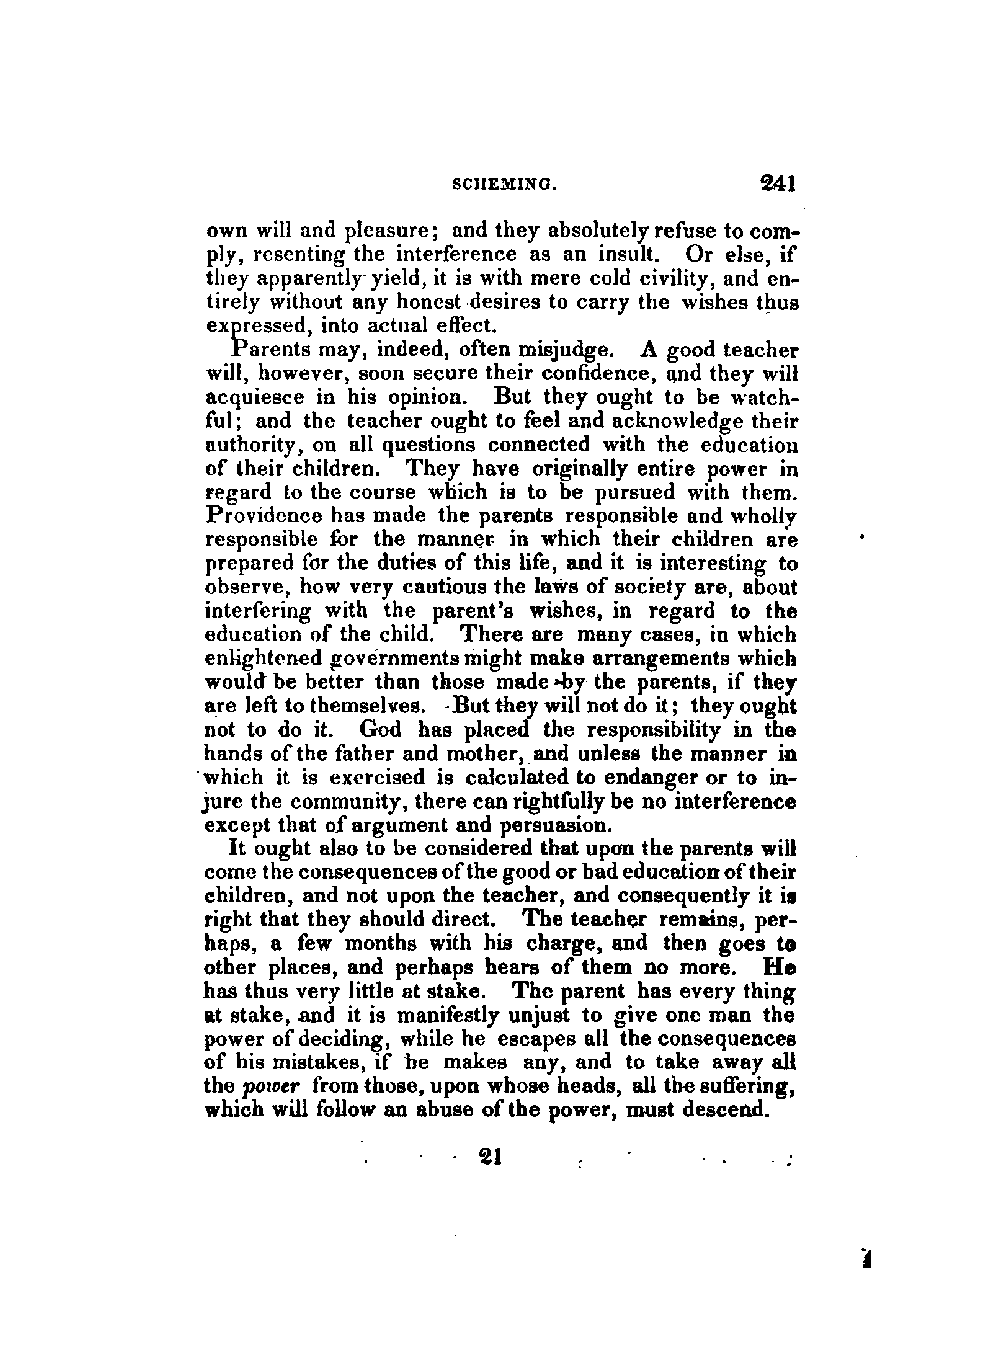 SCHEMING. 241
own will and pleasure; and they absolutely refuse to com-
ply, resenting the interference as an insult. Or else, if
they apparently yield, it is with mere cold civility, and en-
tirely without any honest desires to carry the wishes thus
expressed, into actual effect.
Parents may, indeed, often misjudge. A good teacher
will, however, soon secure their confidence, and they will
acquiesce in his opinion. But they ought to be watch-
ful; and the teacher ought to feel and acknowledge their
authority, on all questions connected with the education
of their children. They have originally entire power in
regard to the course which is to be pursued with them.
Providence has made the parents responsible and wholly
responsible for the manner in which their children are
prepared for the duties of this life, and it is interesting to
observe, how very cautious the laws of society are, about
interfering with the parent's wishes, in regard to the
education of the child. There are many cases, in which
enlightened governments might make arrangements which
would be better than those made by the parents, if they
are left to themselves. But they will not do it; they ought
not to do it. God has placed the responsibility in the
hands of the father and mother, and unless the manner in
which it is exercised is calculated to endanger or to in-
jure the community, there can rightfully be no interference
except that of argument and persuasion.
It ought also to be considered that upon the parents will
come the consequences of the good or bad education of their
children, and not upon the teacher, and consequently it is
right that they should direct. The teacher remains, per-
haps, a few months with his charge, and then goes to
other places, and perhaps hears of them no more. He
has thus very little at stake. The parent has every thing
at stake, and it is manifestly unjust to give one man the
power of deciding, while he escapes all the consequences
of his mistakes, if he makes any, and to take away all
the power from those, upon whose heads, all the suffering,
which will follow an abuse of the power, must descend.
21